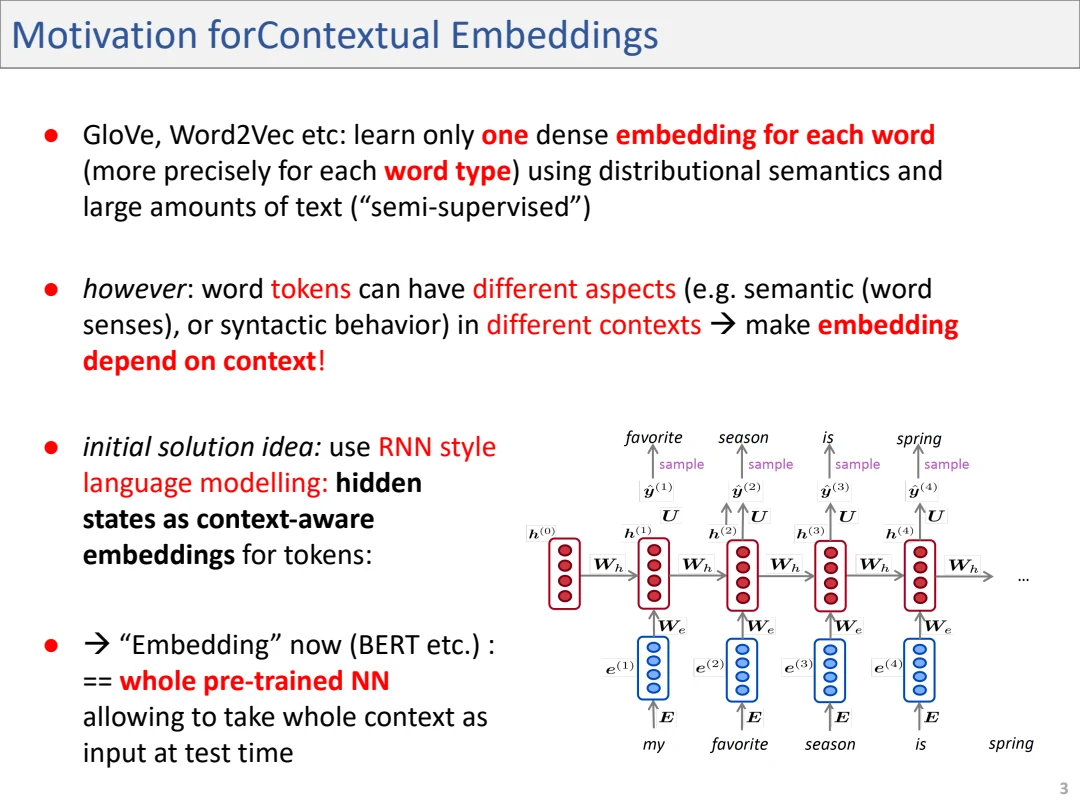 Motivation forContextual Embeddings
● GloVe, Word2Vec etc: learn only one dense embedding for each word
(more precisely for each word type) using distributional semantics and
large amounts of text (“semi-supervised”)
● however: word tokens can have different aspects (e.g. semantic (word
senses), or syntactic behavior) in different contexts → make embedding
depend on context!
● initial solution idea: use RNN style
language modelling: hidden
states as context-aware
embeddings for tokens:
● → “Embedding” now (BERT etc.) :
== whole pre-trained NN
allowing to take whole context as
input at test time
favorite season is spring
sample sample sample sample
ŷ(1) ŷ(2) ŷ(3) ŷ(4)
U U U U
h(0) h(1) h(2) h(3) h(4)
Wh Wh Wh Wh Wh ...
We We We We
e(1) e(2) e(3) e(4)
E E E E
my favorite season is spring
3